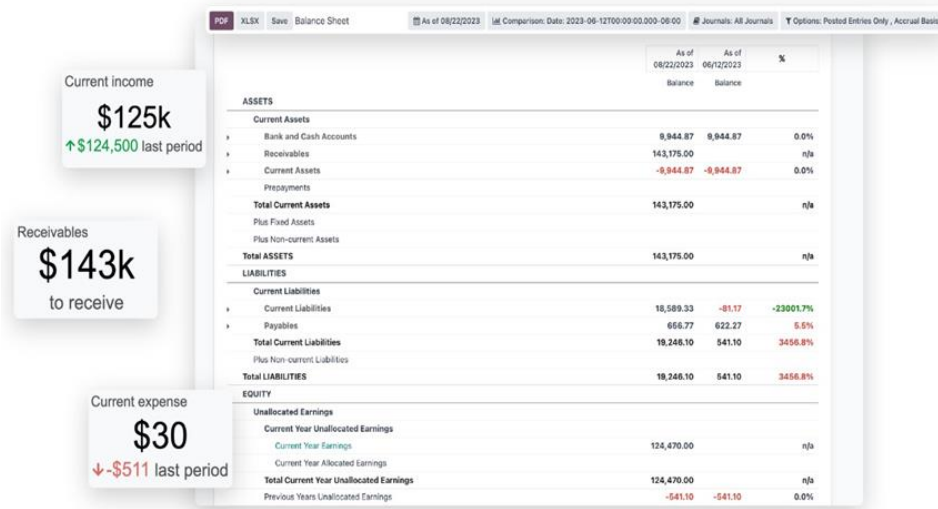 PDF XLSX Save Balance Sheet As of 08/22/2023 Comparison: Date: 2023-06-12T00:00:00.000-06:00 Journals: All Journals Options: Posted Entries Only , Accrual Basis
As of 08/22/2023 As of 06/12/2023 %
Balance Balance
ASSETS
Current Assets
Bank and Cash Accounts 9,944.87 9,944.87 0.0%
Receivables 143,175.00 n/a
Current Assets -9,944.87 -9,944.87 0.0%
Prepayments
Total Current Assets 143,175.00 n/a
Plus Fixed Assets
Plus Non-current Assets
Total ASSETS 143,175.00 n/a
LIABILITIES
Current Liabilities
Current Liabilities 18,589.33 -81.17 -23001.7%
Payables 656.77 622.27 5.5%
Total Current Liabilities 19,246.10 541.10 3456.8%
Plus Non-current Liabilities
Total LIABILITIES 19,246.10 541.10 3456.8%
EQUITY
Unallocated Earnings
Current Year Unallocated Earnings
Current Year Earnings 124,470.00 n/a
Current Year Allocated Earnings
Total Current Year Unallocated Earnings 124,470.00 n/a
Previous Years Unallocated Earnings -541.10 -541.10 0.0%
Current income
$125k
↑$124,500 last period
Receivables
$143k
to receive
Current expense
$30
↓-$511 last period